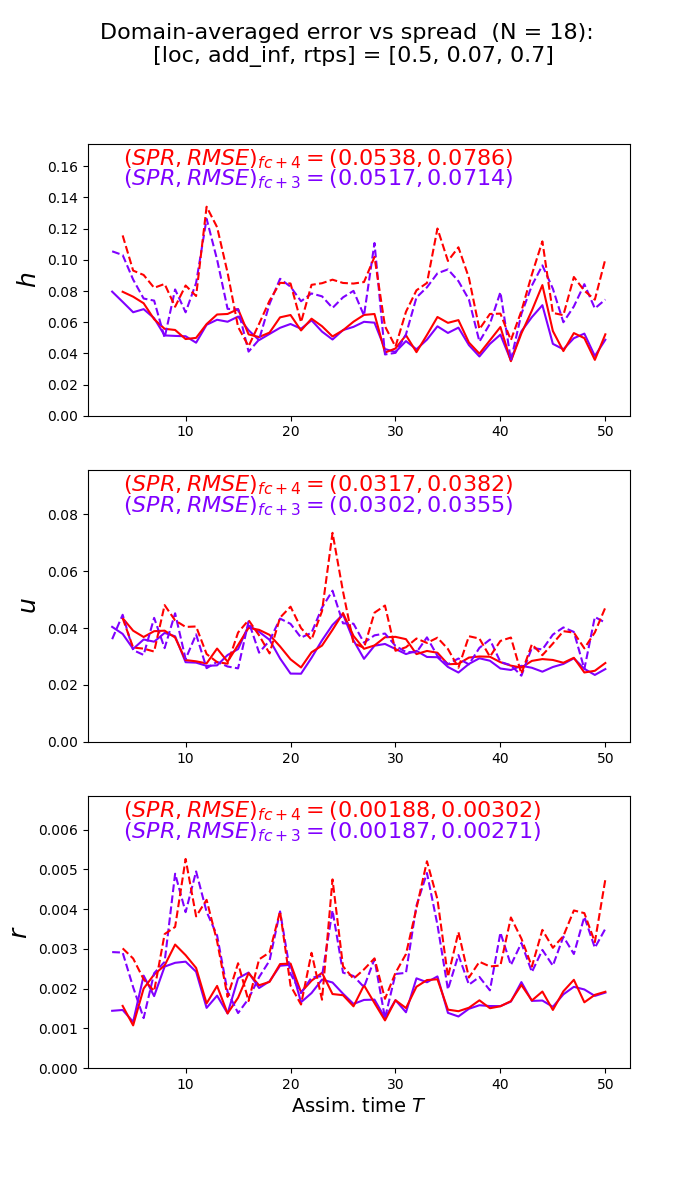 Domain-averaged error vs spread (N = 18):
[loc, add_inf, rtps] = [0.5, 0.07, 0.7]
(SPR, RMSE)fc+4 = (0.0538, 0.0786)
(SPR, RMSE)fc+3 = (0.0517, 0.0714)
h
0.16
0.14
0.12
0.10
0.08
0.06
0.04
0.02
0.00
10 20 30 40 50
(SPR, RMSE)fc+4 = (0.0317, 0.0382)
(SPR, RMSE)fc+3 = (0.0302, 0.0355)
u
0.08
0.06
0.04
0.02
0.00
10 20 30 40 50
(SPR, RMSE)fc+4 = (0.00188, 0.00302)
(SPR, RMSE)fc+3 = (0.00187, 0.00271)
r
0.006
0.005
0.004
0.003
0.002
0.001
0.000
10 20 30 40 50
Assim. time T